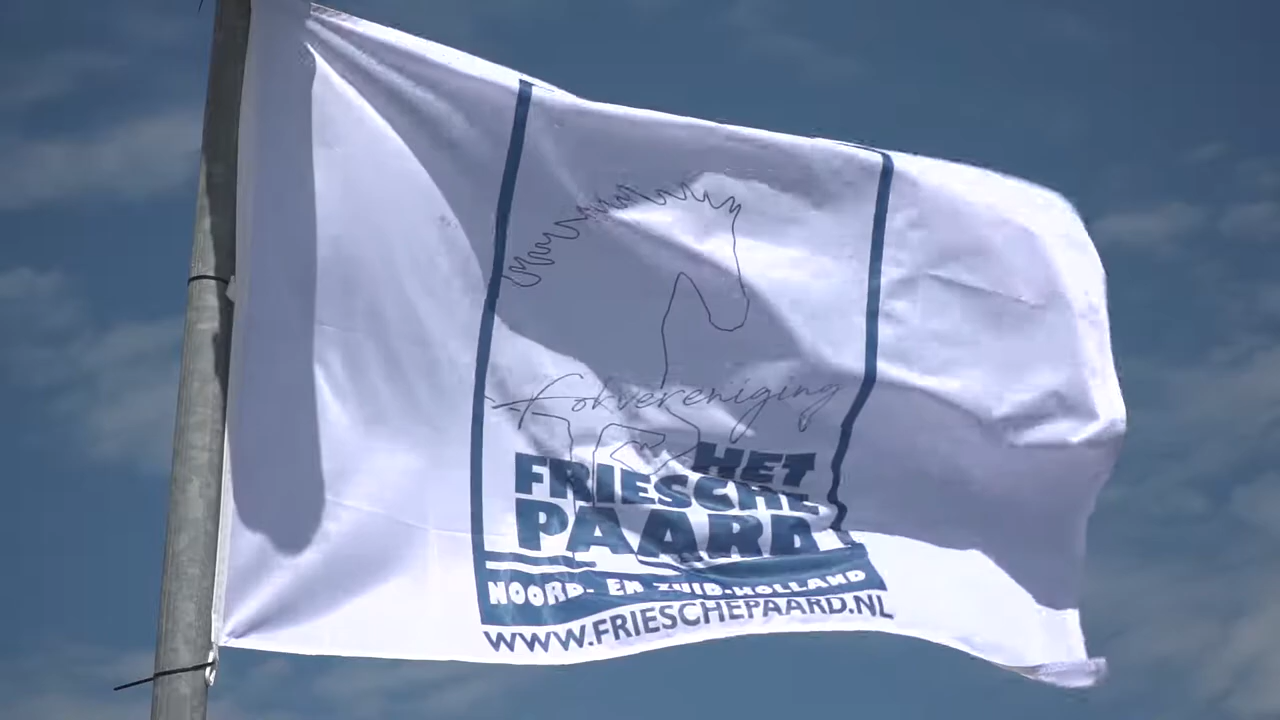 Fokvereniging
HET
FRIESCHE
PAARD
NOORD- EN ZUID-HOLLAND
WWW.FRIESCHEPAARD.NL